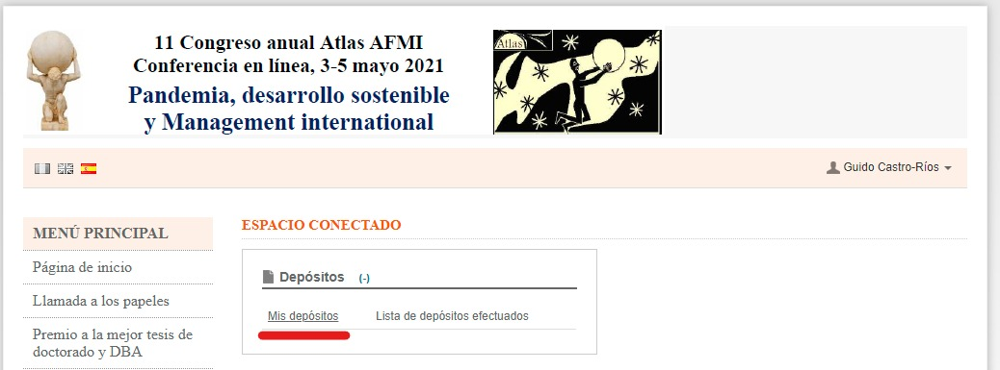 11 Congreso anual Atlas AFMI
Conferencia en línea, 3-5 mayo 2021
Pandemia, desarrollo sostenible
y Management international
Atlas
Guido Castro-Ríos
MENÚ PRINCIPAL
Página de inicio
Llamada a los papeles
Premio a la mejor tesis de
doctorado y DBA
ESPACIO CONECTADO
Depósitos (-)
Mis depósitos Lista de depósitos efectuados